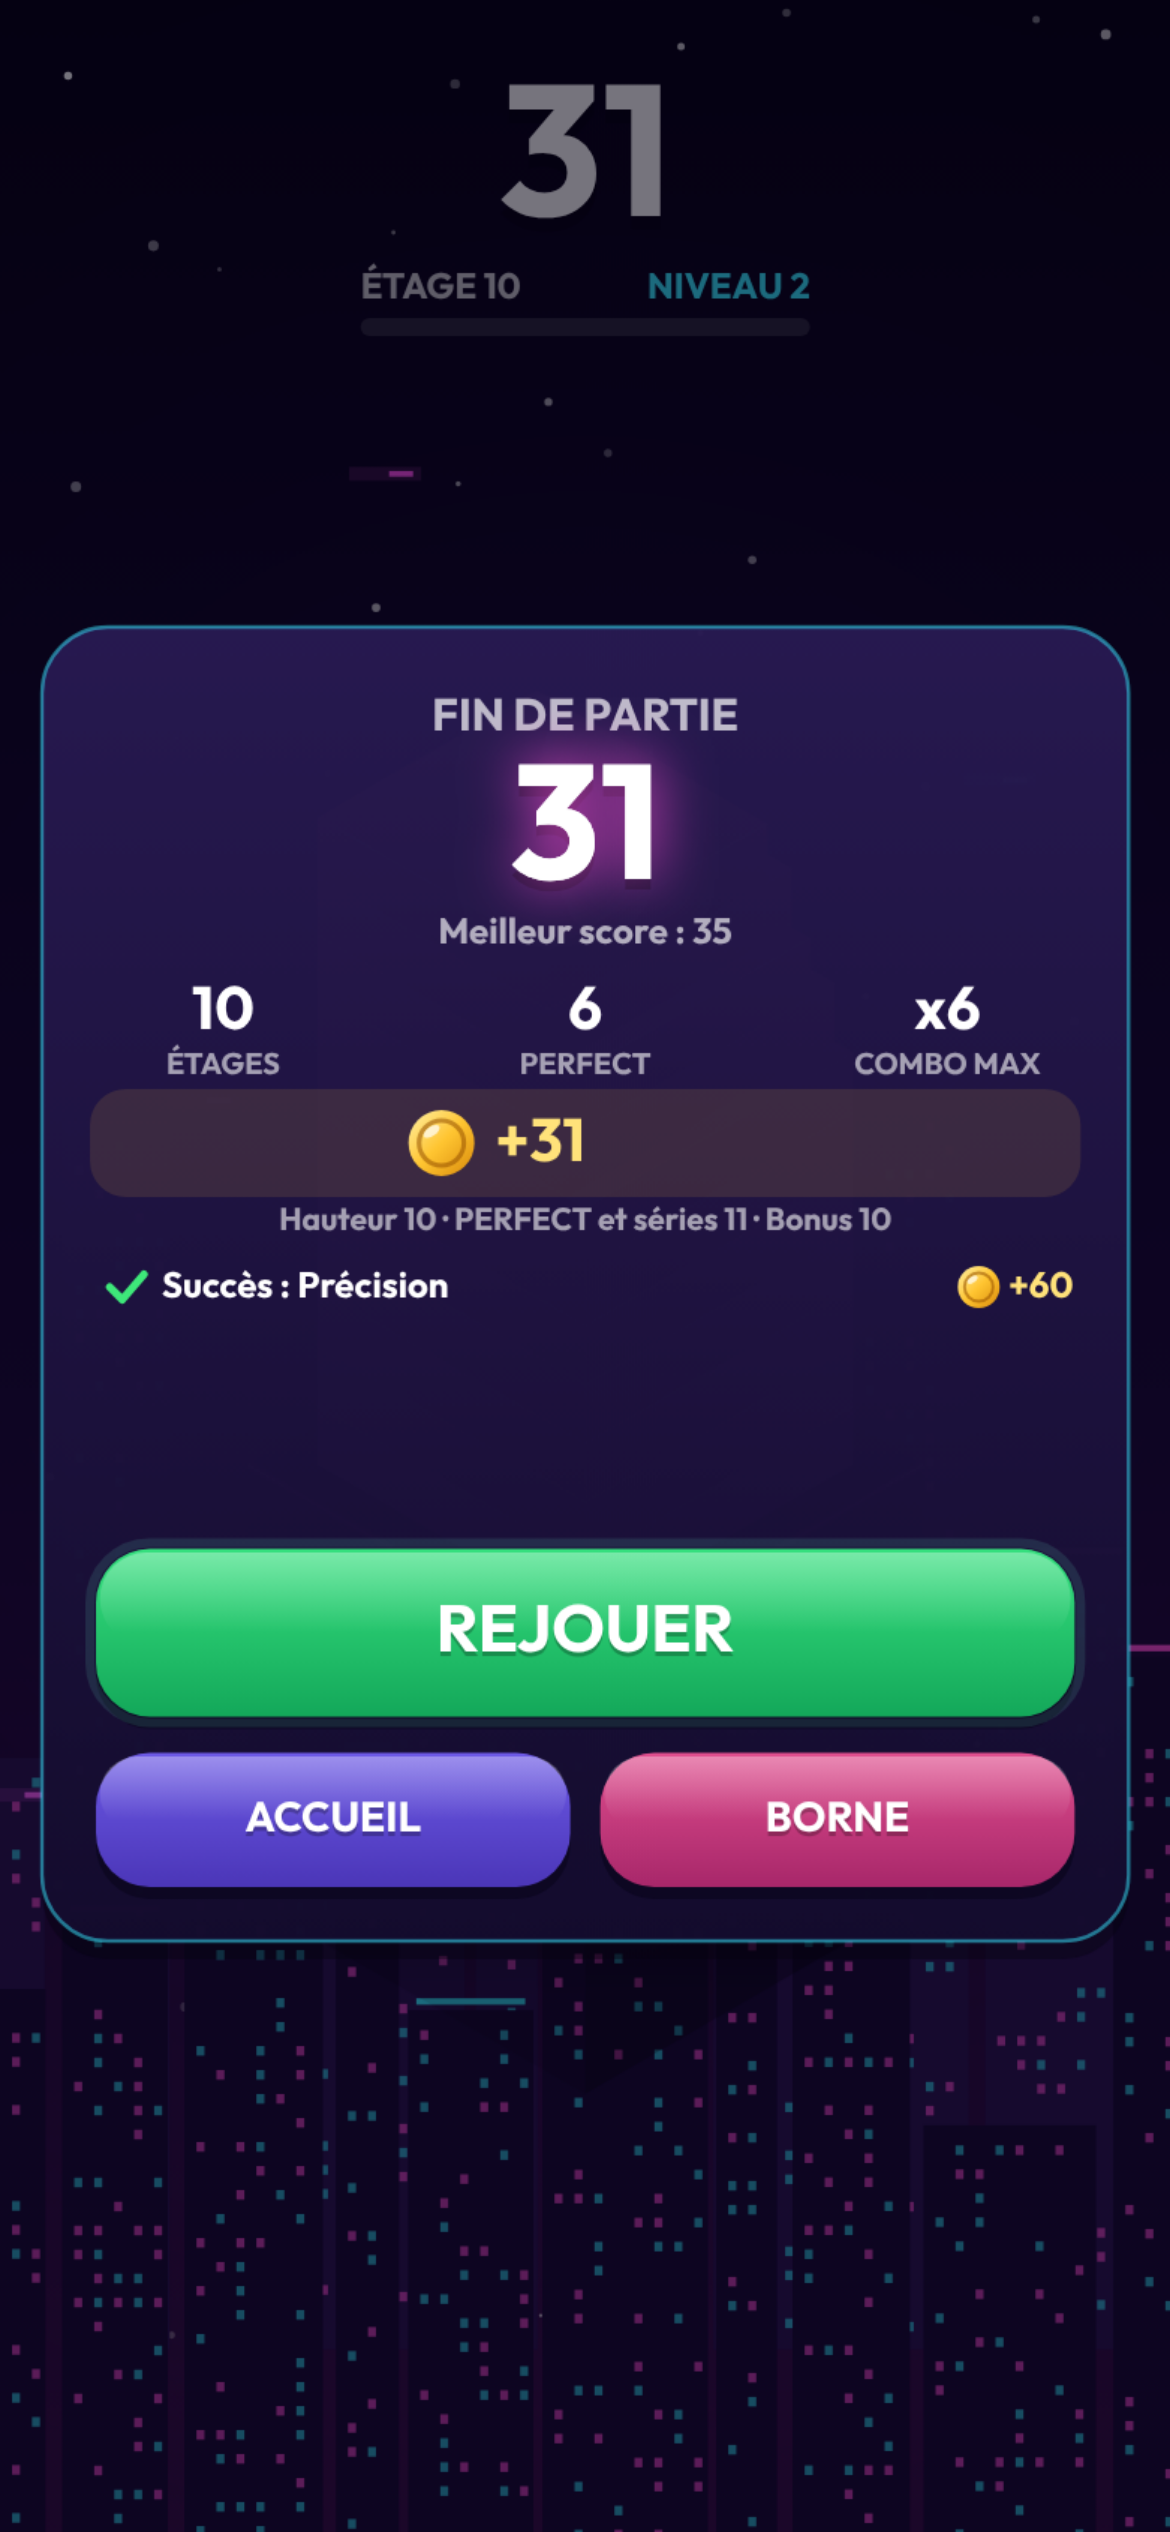 31
ÉTAGE 10 NIVEAU 2
FIN DE PARTIE
31
Meilleur score : 35
10 6 x6
ÉTAGES PERFECT COMBO MAX
+31
Hauteur 10 · PERFECT et séries 11 · Bonus 10
Succès : Précision +60
REJOUER
ACCUEIL BORNE